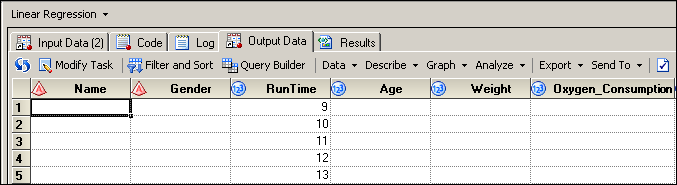 Linear Regression
Input Data (2) Code Log Output Data Results
Modify Task Filter and Sort Query Builder Data Describe Graph Analyze Export Send To
Name Gender RunTime Age Weight Oxygen_Consumption
1 9
2 10
3 11
4 12
5 13